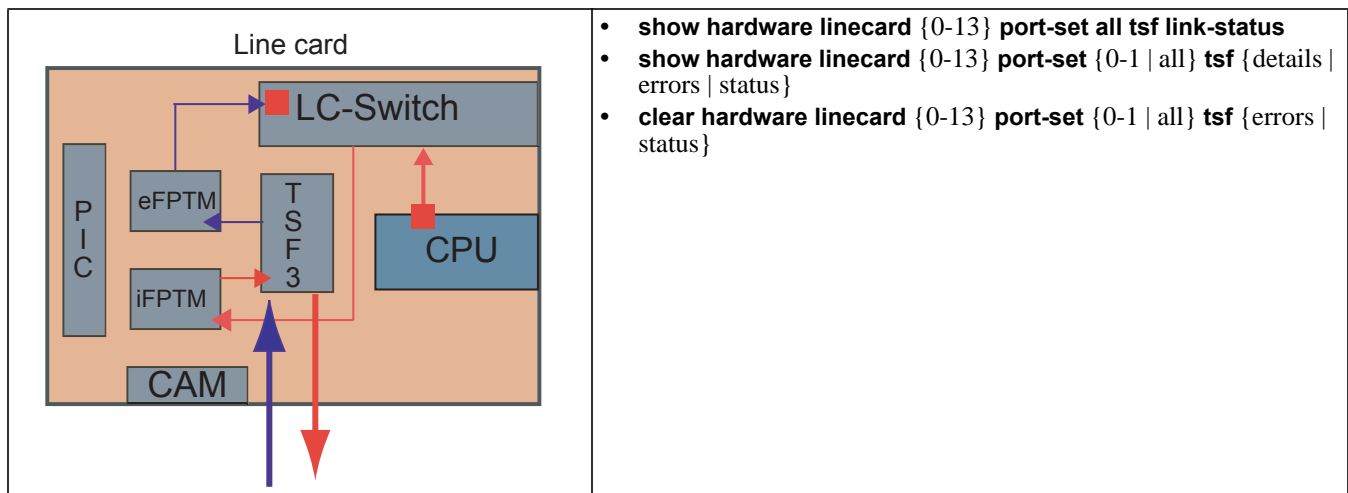 Line card
LC-Switch
eFPTM
TSF3
PIC
CPU
iFPTM
CAM
• show hardware linecard {0-13} port-set all tsf link-status
• show hardware linecard {0-13} port-set {0-1 | all} tsf {details |
errors | status}
• clear hardware linecard {0-13} port-set {0-1 | all} tsf {errors |
status}